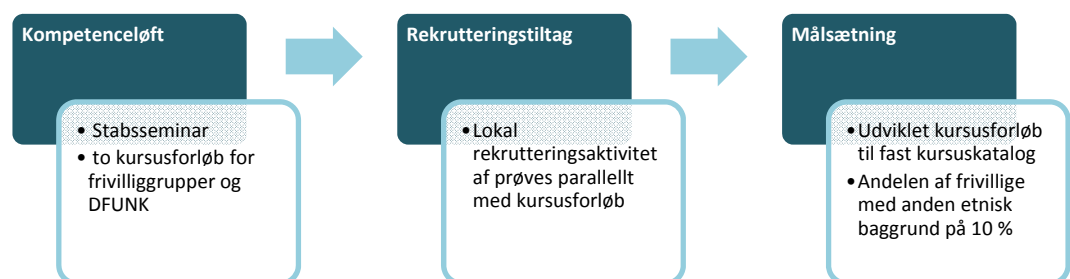 Kompetenceløft
• Stabsseminar
• to kursusforløb for
frivilliggrupper og
DFUNK
Rekrutteringstiltag
•Lokal
rekrutteringsaktivitet
af prøves parallellt
med kursusforløb
Målsætning
•Udviklet kursusforløb
til fast kursuskatalog
•Andelen af frivillige
med anden etnisk
baggrund på 10 %